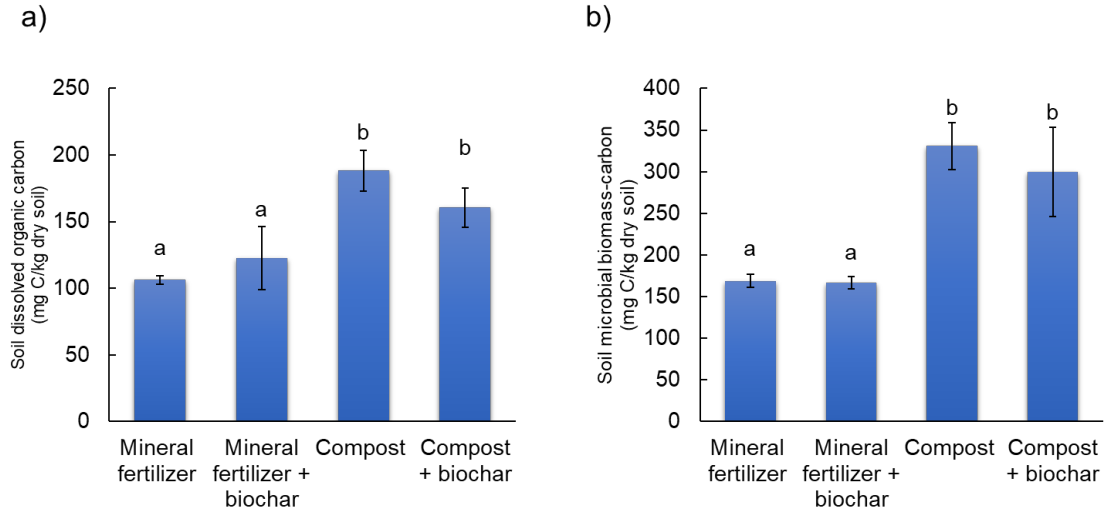 a)
Soil dissolved organic carbon
(mg C/kg dry soil)
250
200
150
100
50
0
a
a
b
b
Mineral
fertilizer
Mineral
fertilizer +
biochar
Compost
Compost
+ biochar
b)
Soil microbial biomass-carbon
(mg C/kg dry soil)
400
350
300
250
200
150
100
50
0
a
a
b
b
Mineral
fertilizer
Mineral
fertilizer +
biochar
Compost
Compost
+ biochar